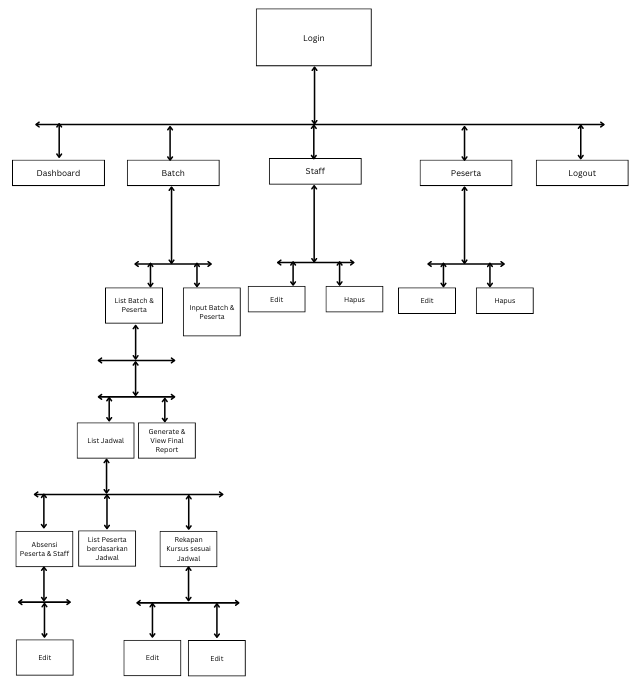 Login
Dashboard
Batch
Staff
Peserta
Logout
List Batch &
Peserta
Input Batch &
Peserta
Edit
Hapus
Edit
Hapus
List Jadwal
Generate &
View Final
Report
Absensi
Peserta & Staff
List Peserta
berdasarkan
Jadwal
Rekapan
Kursus sesuai
Jadwal
Edit
Edit
Edit